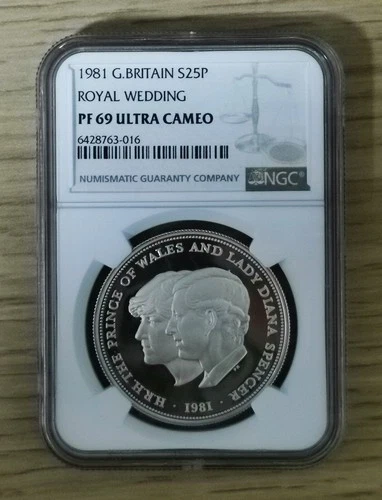 1981 G.BRITAIN S25P
ROYAL WEDDING
PF 69 ULTRA CAMEO
6428763-016
NUMISMATIC GUARANTY COMPANY
NGC
H.R.H. THE PRINCE OF WALES AND LADY DIANA SPENCER
· 1981 ·